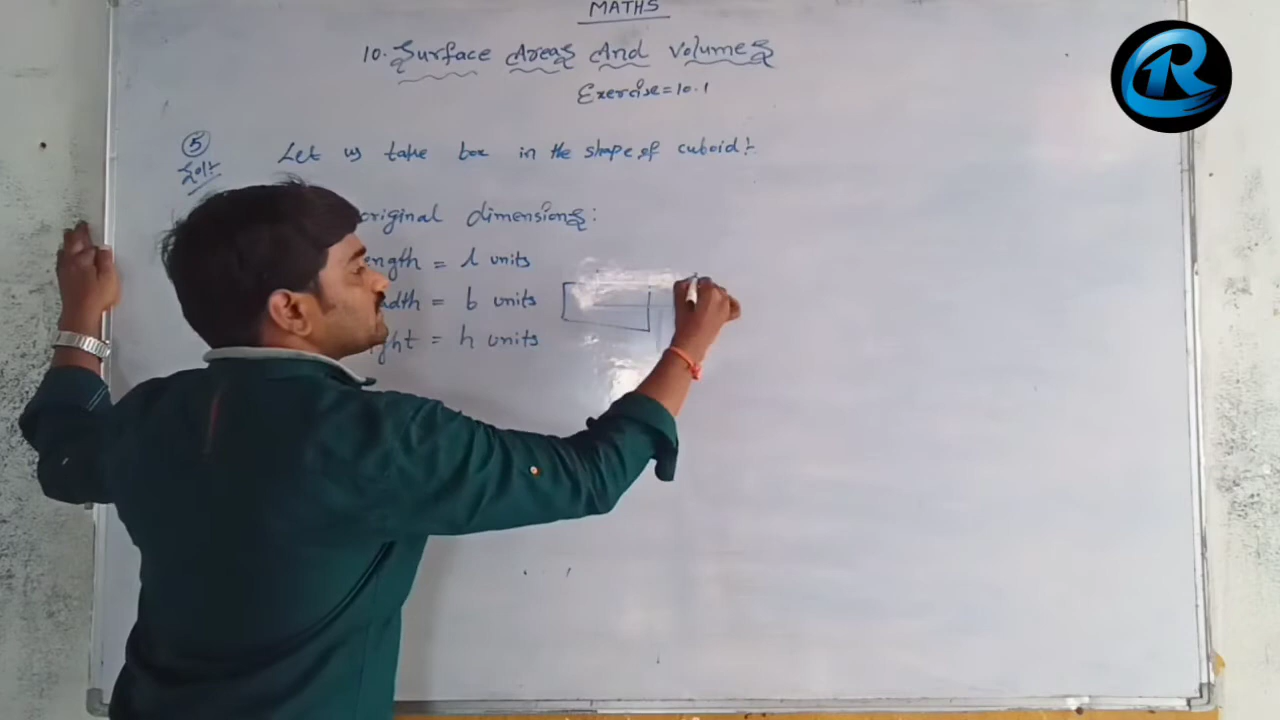 MATHS
10. Surface Areas And Volumes
Exercise = 10.1
5
Sol:-
Let us take box in the shape of cuboid:-
original dimensions:
= l units
= b units
= h units
R